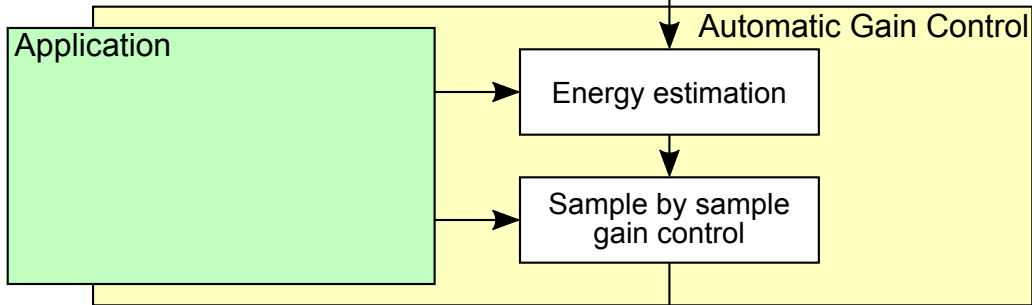 Automatic Gain Control
Application
Energy estimation
Sample by sample
gain control